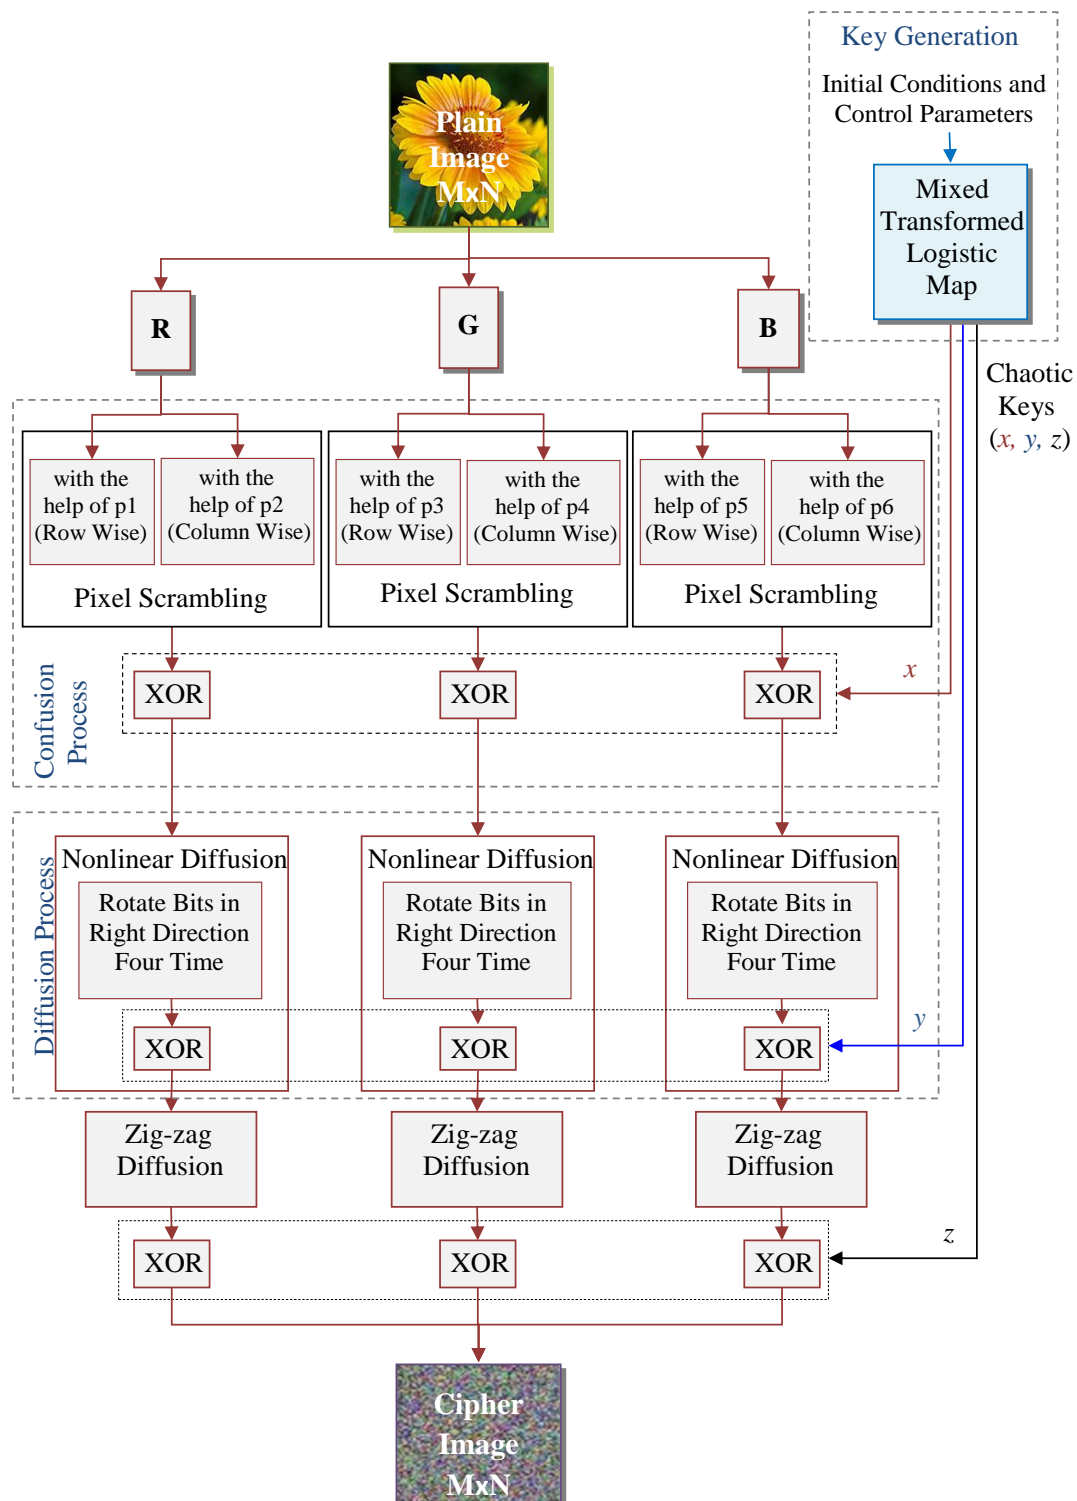 Key Generation
Initial Conditions and
Control Parameters
Mixed
Transformed
Logistic
Map
Plain
Image
MxN
R
G
B
Chaotic
Keys
(x, y, z)
with the
help of p1
(Row Wise)
with the
help of p2
(Column Wise)
Pixel Scrambling
with the
help of p3
(Row Wise)
with the
help of p4
(Column Wise)
Pixel Scrambling
with the
help of p5
(Row Wise)
with the
help of p6
(Column Wise)
Pixel Scrambling
Confusion
Process
XOR
XOR
XOR
x
Diffusion Process
Nonlinear Diffusion
Rotate Bits in
Right Direction
Four Time
XOR
Nonlinear Diffusion
Rotate Bits in
Right Direction
Four Time
XOR
Nonlinear Diffusion
Rotate Bits in
Right Direction
Four Time
XOR
y
Zig-zag
Diffusion
Zig-zag
Diffusion
Zig-zag
Diffusion
XOR
XOR
XOR
z
Cipher
Image
MxN